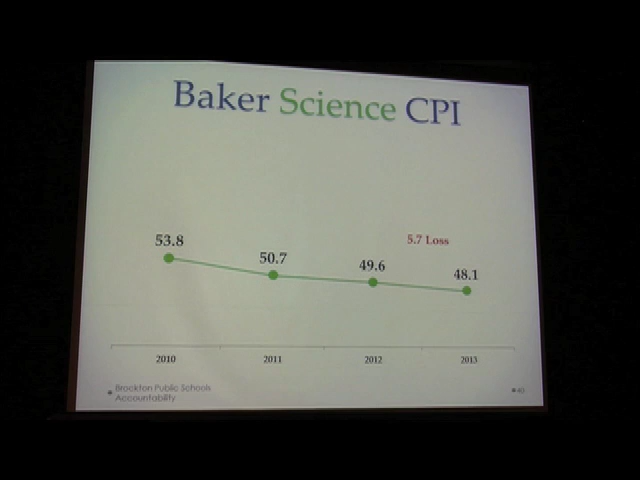 Baker Science CPI
5.7 Loss
53.8
50.7
49.6
48.1
2010
2011
2012
2013
Brockton Public Schools
Accountability
40